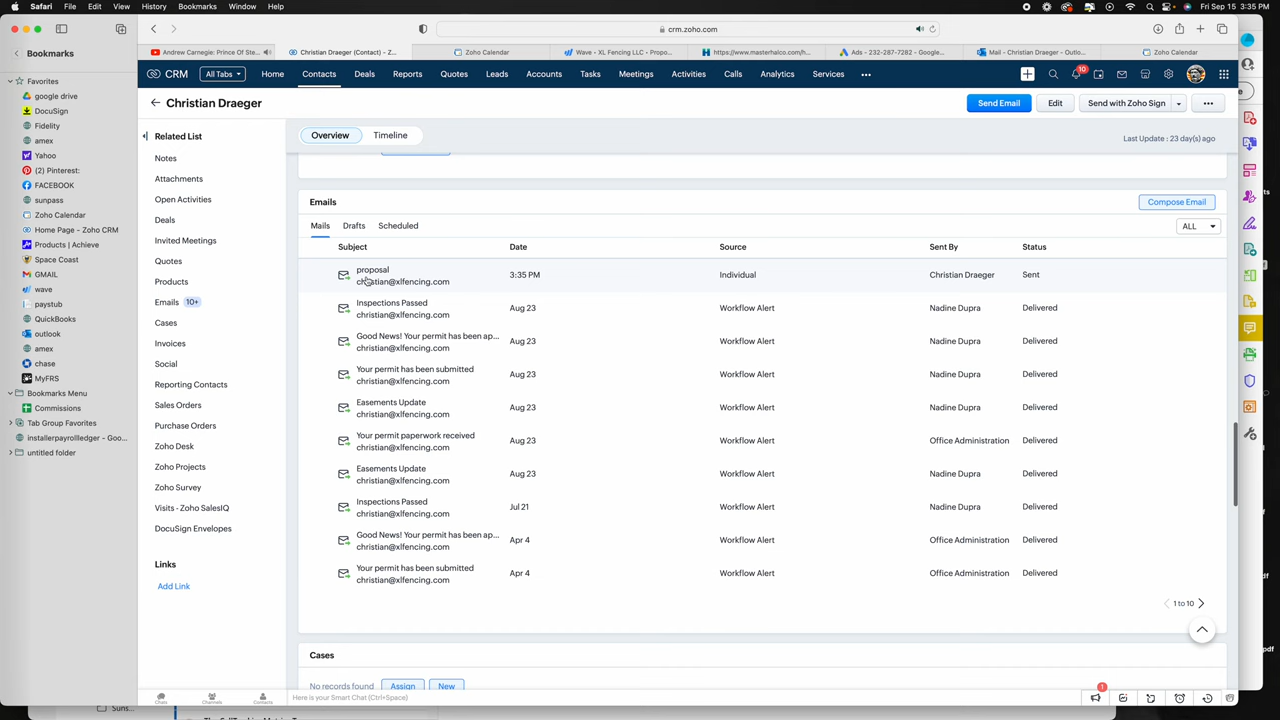 Safari File Edit View History Bookmarks Window Help
Fri Sep 15 3:35 PM
Bookmarks
crm.zoho.com
Andrew Carnegie: Prince Of Ste...
Christian Draeger (Contact) - Z...
Zoho Calendar
Wave • XL Fencing LLC • Propo...
https://www.masterhalco.com/h...
Ads - 232-287-7282 - Google...
Mail - Christian Draeger - Outlo...
Zoho Calendar
CRM All Tabs Home Contacts Deals Reports Quotes Leads Accounts Tasks Meetings Activities Calls Analytics Services ... 10
Favorites
google drive
DocuSign
Fidelity
amex
Yahoo
(2) Pinterest:
FACEBOOK
sunpass
Zoho Calendar
Home Page - Zoho CRM
Products | Achieve
Space Coast
GMAIL
wave
paystub
QuickBooks
outlook
amex
chase
MyFRS
Bookmarks Menu
Commissions
Tab Group Favorites
installerpayrollledger - Goo...
untitled folder
Christian Draeger
Send Email Edit Send with Zoho Sign
Related List
Notes
Attachments
Open Activities
Deals
Invited Meetings
Quotes
Products
Emails 10+
Cases
Invoices
Social
Reporting Contacts
Sales Orders
Purchase Orders
Zoho Desk
Zoho Projects
Zoho Survey
Visits - Zoho SalesIQ
DocuSign Envelopes
Links
Add Link
Overview Timeline
Last Update : 23 day(s) ago
Emails
Compose Email
Mails Drafts Scheduled
ALL
Subject Date Source Sent By Status
proposal
christian@xlfencing.com
3:35 PM Individual Christian Draeger Sent
Inspections Passed
christian@xlfencing.com
Aug 23 Workflow Alert Nadine Dupra Delivered
Good News! Your permit has been ap...
christian@xlfencing.com
Aug 23 Workflow Alert Nadine Dupra Delivered
Your permit has been submitted
christian@xlfencing.com
Aug 23 Workflow Alert Nadine Dupra Delivered
Easements Update
christian@xlfencing.com
Aug 23 Workflow Alert Nadine Dupra Delivered
Your permit paperwork received
christian@xlfencing.com
Aug 23 Workflow Alert Office Administration Delivered
Easements Update
christian@xlfencing.com
Aug 23 Workflow Alert Nadine Dupra Delivered
Inspections Passed
christian@xlfencing.com
Jul 21 Workflow Alert Nadine Dupra Delivered
Good News! Your permit has been ap...
christian@xlfencing.com
Apr 4 Workflow Alert Office Administration Delivered
Your permit has been submitted
christian@xlfencing.com
Apr 4 Workflow Alert Office Administration Delivered
1 to 10
Cases
No records found Assign New
Chats Channels Contacts
Here is your Smart Chat (Ctrl+Space)
1
Suns...